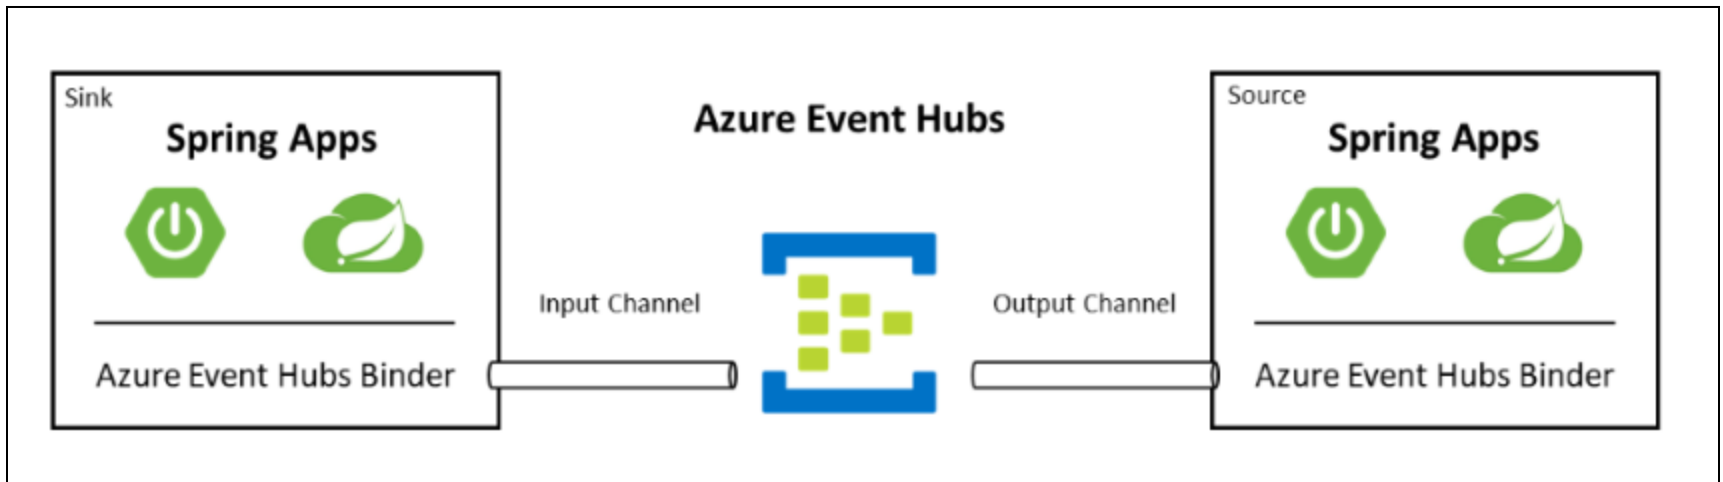 Sink
Spring Apps
Azure Event Hubs Binder
Input Channel
Azure Event Hubs
Output Channel
Source
Spring Apps
Azure Event Hubs Binder